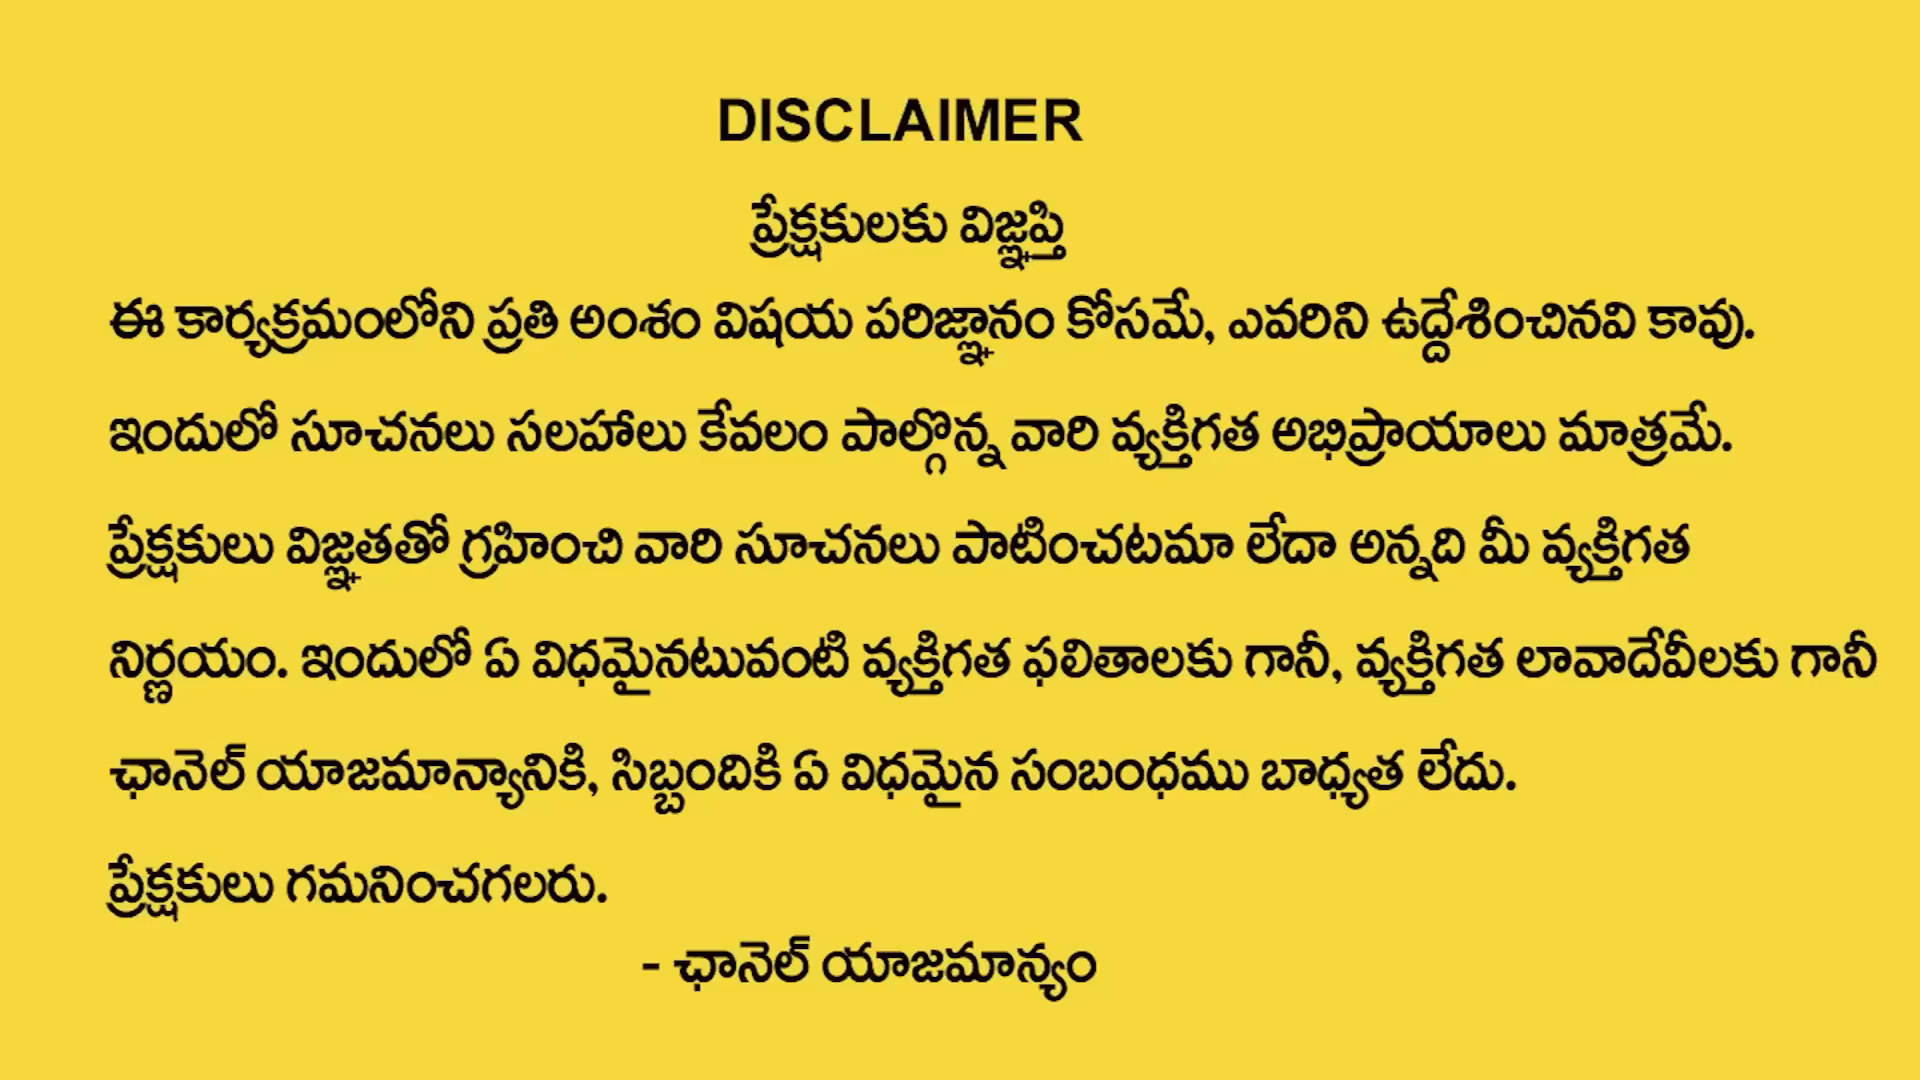 DISCLAIMER
ప్రేక్షకులకు విజ్ఞప్తి
ఈ కార్యక్రమంలోని ప్రతి అంశం విషయ పరిజ్ఞానం కోసమే, ఎవరిని ఉద్దేశించినవి కావు.
ఇందులో సూచనలు సలహాలు కేవలం పాల్గొన్న వారి వ్యక్తిగత అభిప్రాయాలు మాత్రమే.
ప్రేక్షకులు విజ్ఞతతో గ్రహించి వారి సూచనలు పాటించటమా లేదా అన్నది మీ వ్యక్తిగత
నిర్ణయం. ఇందులో ఏ విధమైనటువంటి వ్యక్తిగత ఫలితాలకు గానీ, వ్యక్తిగత లావాదేవీలకు గానీ
ఛానెల్ యాజమాన్యానికి, సిబ్బందికి ఏ విధమైన సంబంధము బాధ్యత లేదు.
ప్రేక్షకులు గమనించగలరు.
- ఛానెల్ యాజమాన్యం